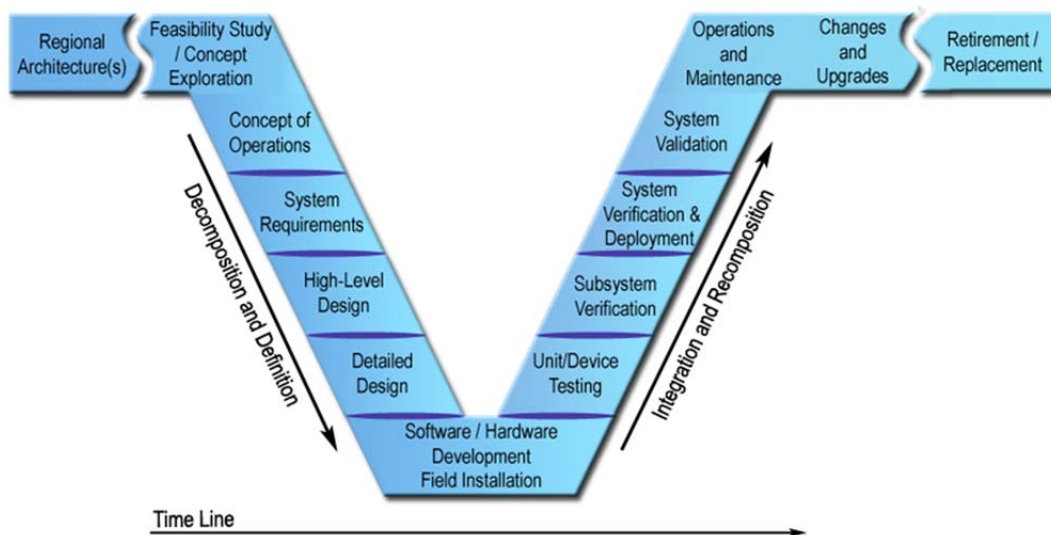 Regional
Architecture(s)
Feasibility Study
/ Concept
Exploration
Concept of
Operations
System
Requirements
High-Level
Design
Detailed
Design
Software / Hardware
Development
Field Installation
Unit/Device
Testing
Subsystem
Verification
System
Verification &
Deployment
System
Validation
Operations
and
Maintenance
Changes
and
Upgrades
Retirement /
Replacement
Decomposition and Definition
Integration and Recomposition
Time Line